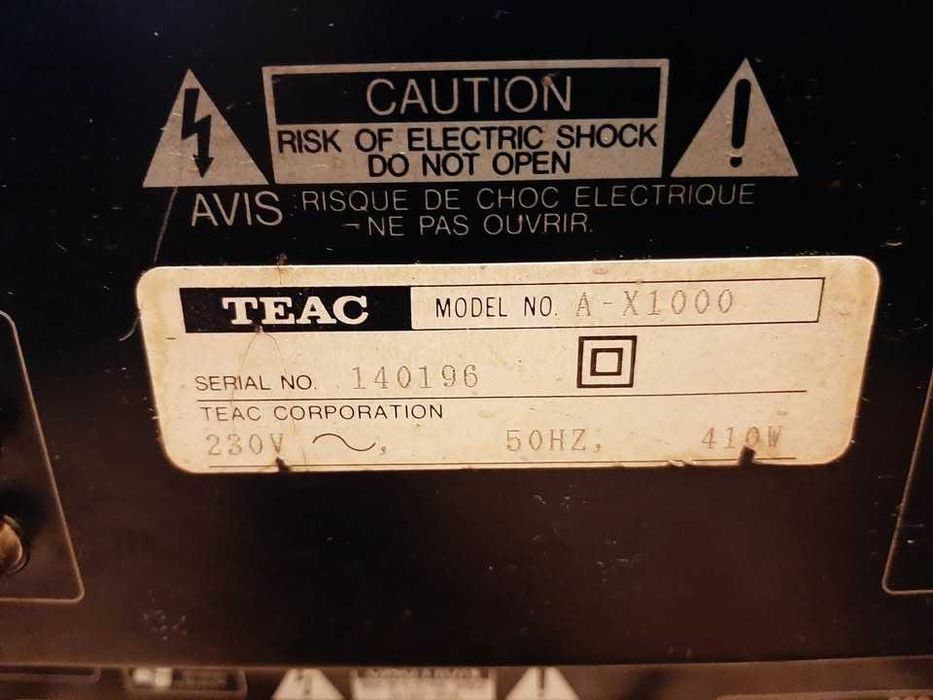 CAUTION
RISK OF ELECTRIC SHOCK
DO NOT OPEN
AVIS : RISQUE DE CHOC ELECTRIQUE
-NE PAS OUVRIR.
TEAC MODEL NO. A-X1000
SERIAL NO. 140196
TEAC CORPORATION
230V ~, 50HZ, 410W